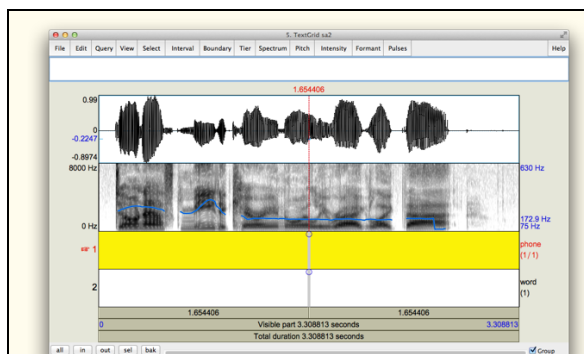 5. TextGrid sa2
File Edit Query View Select Interval Boundary Tier Spectrum Pitch Intensity Formant Pulses Help
1.654406
0.99
0
-0.2247
-0.8974
8000 Hz 630 Hz
172.9 Hz
0 Hz 75 Hz
1 phone
(1 / 1)
2 word
(1)
1.654406 1.654406
0 Visible part 3.308813 seconds 3.308813
Total duration 3.308813 seconds
all in out sel bak Group